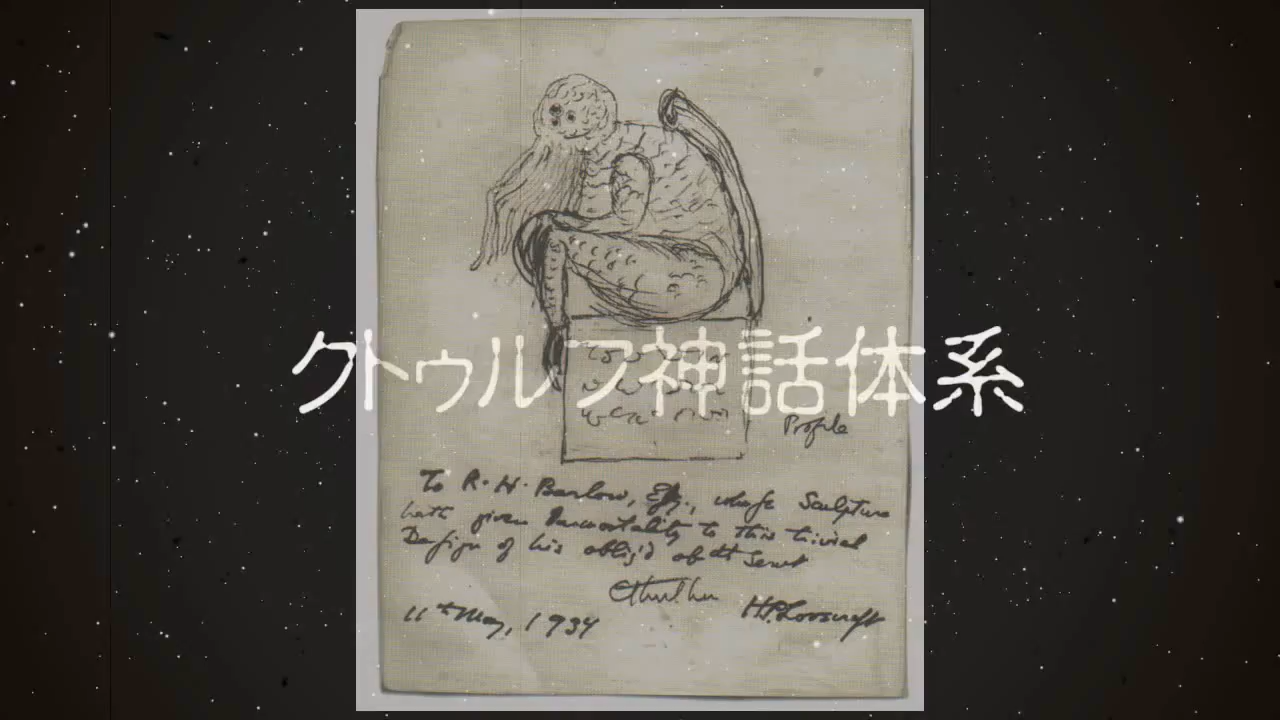 クトゥルフ神話体系
Profile
To R. H. Barlow, Esq., whose Sculpture
hath given Immortality to this trivial
Design of his oblig'd obdt Servt
Cthulhu
H.P. Lovecraft
11th May, 1934